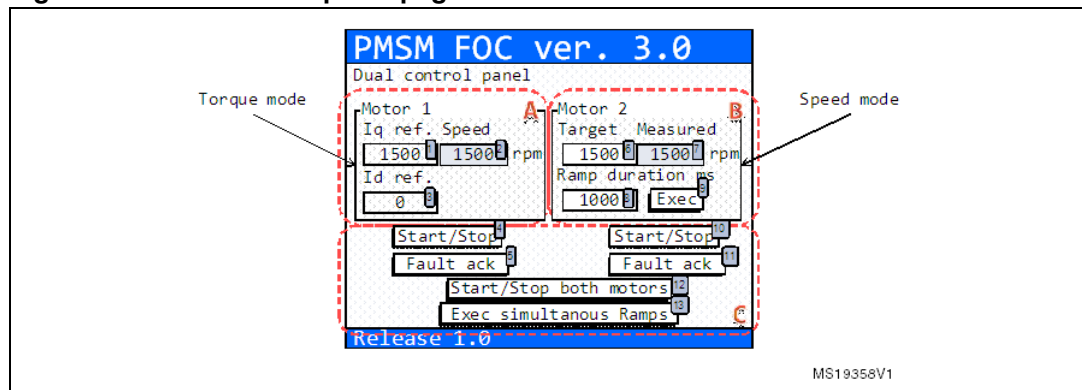 PMSM FOC ver. 3.0
Dual control panel
Torque mode
Speed mode
Motor 1 A
Motor 2 B
Iq ref. Speed
Target Measured
1500 1 1500 2 rpm
1500 6 1500 7 rpm
Id ref.
Ramp duration ms
0 3
1000 8 Exec 9
Start/Stop 4
Start/Stop 10
Fault ack 5
Fault ack 11
Start/Stop both motors 12
Exec simultanous Ramps 13
C
Release 1.0
MS19358V1